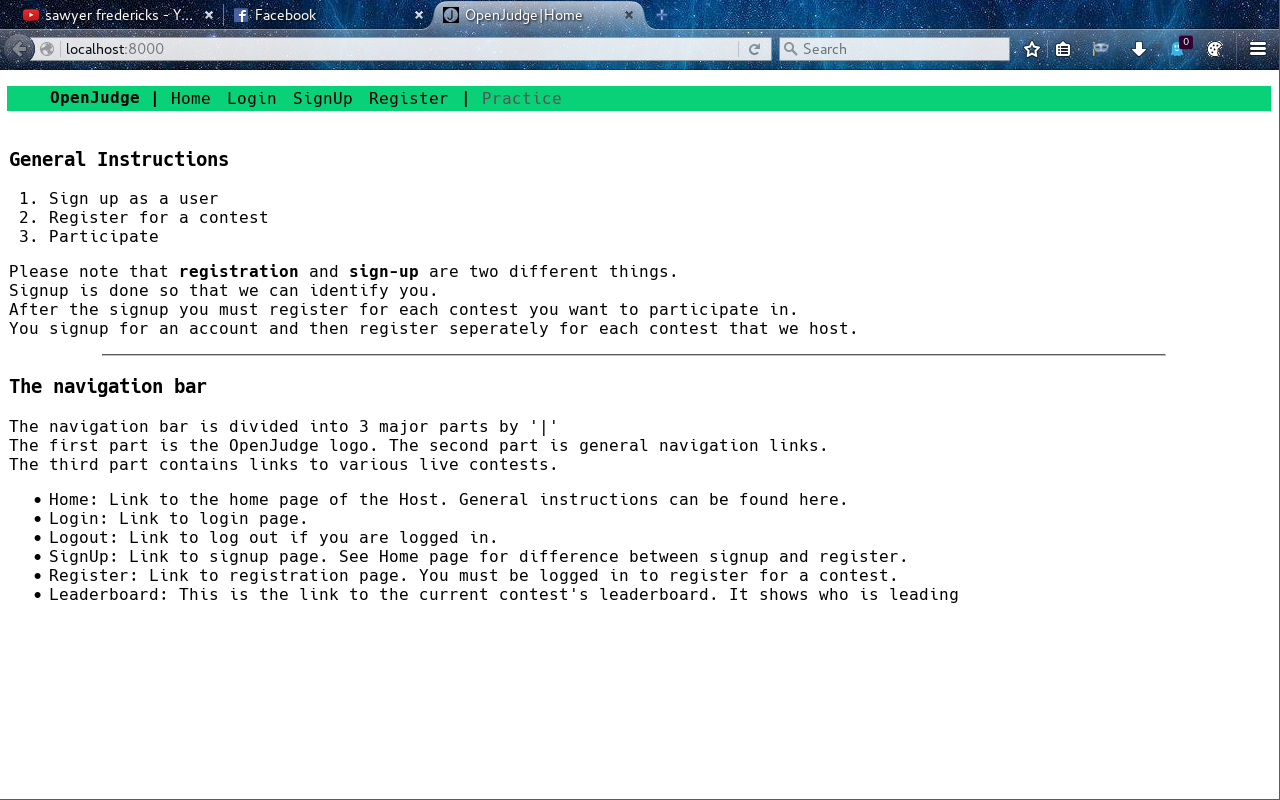 sawyer fredericks - Y...
Facebook
OpenJudge|Home
localhost:8000
Search
0
OpenJudge | Home Login SignUp Register | Practice
General Instructions
1. Sign up as a user
2. Register for a contest
3. Participate
Please note that registration and sign-up are two different things.
Signup is done so that we can identify you.
After the signup you must register for each contest you want to participate in.
You signup for an account and then register seperately for each contest that we host.
The navigation bar
The navigation bar is divided into 3 major parts by '|'
The first part is the OpenJudge logo. The second part is general navigation links.
The third part contains links to various live contests.
• Home: Link to the home page of the Host. General instructions can be found here.
• Login: Link to login page.
• Logout: Link to log out if you are logged in.
• SignUp: Link to signup page. See Home page for difference between signup and register.
• Register: Link to registration page. You must be logged in to register for a contest.
• Leaderboard: This is the link to the current contest's leaderboard. It shows who is leading